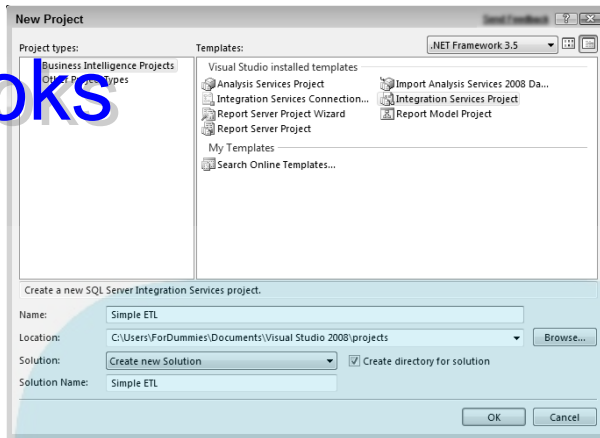 New Project
Send Feedback
Project types:
Templates:
.NET Framework 3.5
Business Intelligence Projects
Other Project Types
Visual Studio installed templates
Analysis Services Project
Import Analysis Services 2008 Da...
Integration Services Connection...
Integration Services Project
Report Server Project Wizard
Report Model Project
Report Server Project
My Templates
Search Online Templates...
oks
Create a new SQL Server Integration Services project.
Name:
Simple ETL
Location:
C:\Users\ForDummies\Documents\Visual Studio 2008\projects
Browse...
Solution:
Create new Solution
Create directory for solution
Solution Name:
Simple ETL
OK
Cancel